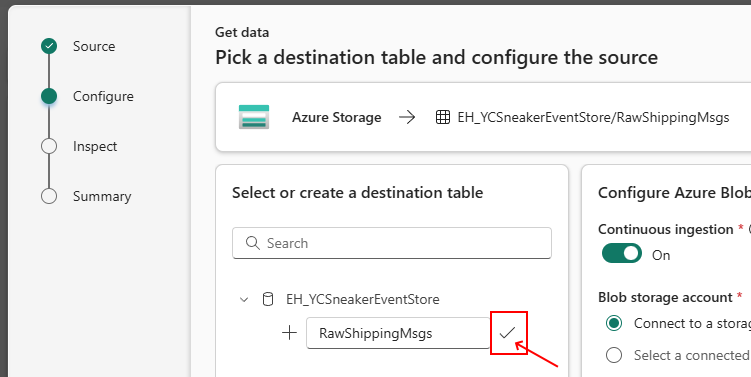 Source
Configure
Inspect
Summary
Get data
Pick a destination table and configure the source
Azure Storage
EH_YCSneakerEventStore/RawShippingMsgs
Select or create a destination table
Search
EH_YCSneakerEventStore
RawShippingMsgs
Configure Azure Blob
Continuous ingestion *
On
Blob storage account *
Connect to a storag
Select a connected